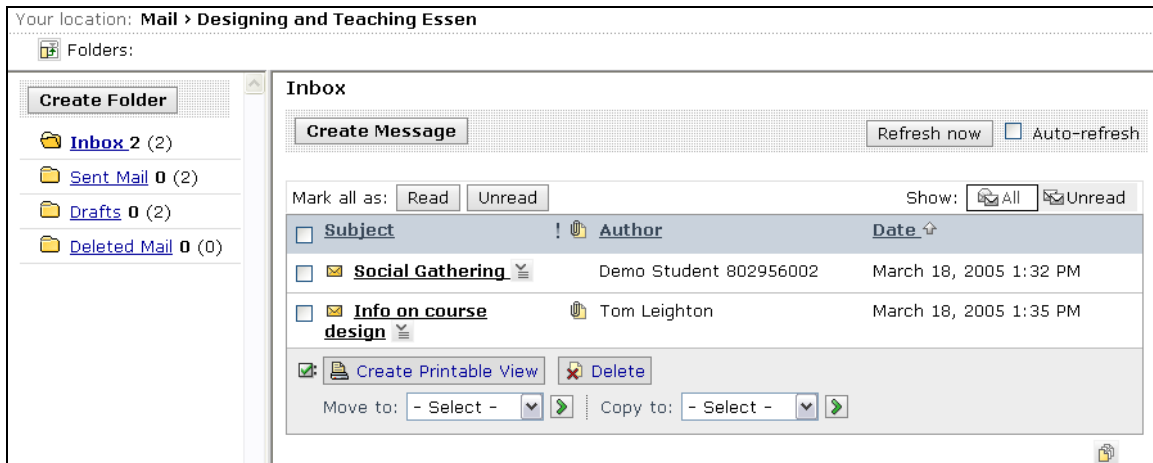 Your location: Mail > Designing and Teaching Essen
Folders:
Create Folder
Inbox 2 (2)
Sent Mail 0 (2)
Drafts 0 (2)
Deleted Mail 0 (0)
Inbox
Create Message Refresh now Auto-refresh
Mark all as: Read Unread Show: All Unread
Subject ! Author Date
Social Gathering Demo Student 802956002 March 18, 2005 1:32 PM
Info on course Tom Leighton March 18, 2005 1:35 PM
design
Create Printable View Delete
Move to: - Select - Copy to: - Select -